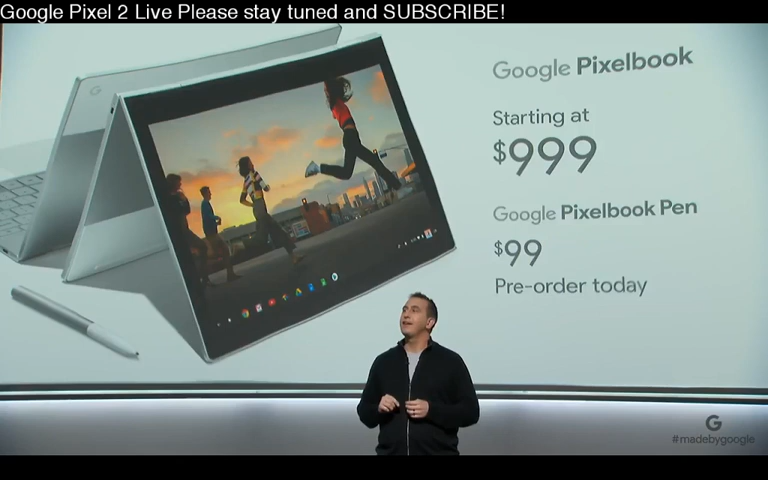 Google Pixel 2 Live Please stay tuned and SUBSCRIBE!
Google Pixelbook
Starting at
$999
Google Pixelbook Pen
$99
Pre-order today
G
#madebygoogle